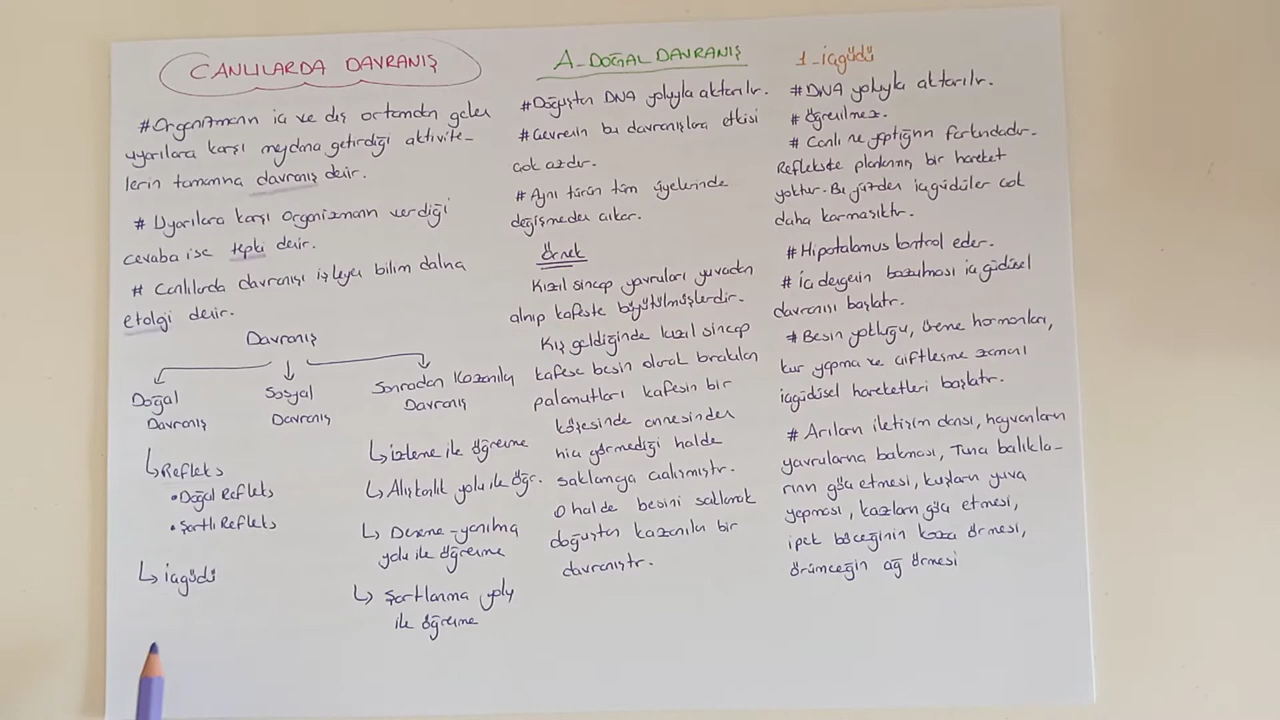 CANLILARDA DAVRANIŞ
#Organizmanın iç ve dış ortamdan gelen
uyarılara karşı meydana getirdiği aktivite-
lerin tamamına davranış denir.
# Uyarılara karşı organizmanın verdiği
cevaba ise tepki denir.
# Canlılarda davranışı işleyen bilim dalına
etoloji denir.
Davranış
Doğal Davranış
Sosyal Davranış
Sonradan Kazanılan Davranış
↳Refleks
•Doğal Refleks
•Şartlı Refleks
↳İçgüdü
↳İzleme ile öğrenme
↳Alışkanlık yolu ile öğr.
↳Deneme-yanılma
yolu ile öğrenme
↳Şartlanma yolu
ile öğrenme
A-DOĞAL DAVRANIŞ
#Doğuştan DNA yoluyla aktarılır.
#Çevrenin bu davranışlara etkisi
çok azdır.
# Aynı türün tüm üyelerinde
değişmeden çıkar.
Örnek
Kızıl sincap yavruları yuvadan
alınıp kafeste büyütülmüşlerdir.
Kış geldiğinde kızıl sincap
kafese besin olarak bırakılan
palamutları kafesin bir
köşesinde annesinden
hiç görmediği halde
saklamaya çalışmıştır.
O halde besini saklamak
doğuştan kazanılan bir
davranıştır.
1-İçgüdü
#DNA yoluyla aktarılır.
# Öğrenilmez.
# Canlı ne yaptığının farkındadır.
Reflekste planlanmış bir hareket
yoktur. Bu yüzden içgüdüler çok
daha karmaşıktır.
#Hipotalamus kontrol eder.
# İç dengenin bozulması içgüdüsel
davranışı başlatır.
#Besin yokluğu, üreme hormonları,
kur yapma ve çiftleşme zamanı
içgüdüsel hareketleri başlatır.
# Arıların iletişim dansı, hayvanların
yavrularına bakması, Tuna balıkla-
rının göç etmesi, kuşların yuva
yapması, kazların göç etmesi,
ipek böceğinin koza örmesi,
örümceğin ağ örmesi